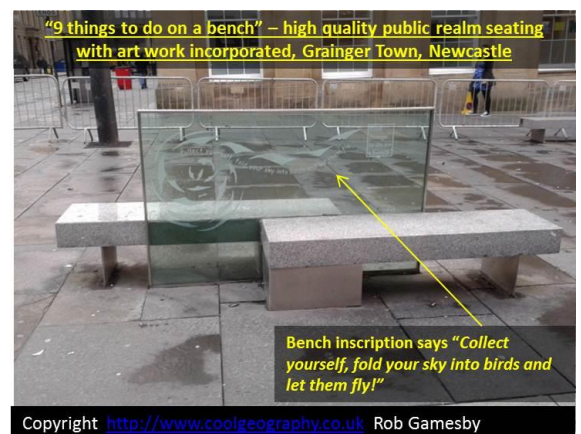 “9 things to do on a bench” – high quality public realm seating
with art work incorporated, Grainger Town, Newcastle
Bench inscription says “Collect
yourself, fold your sky into birds and
let them fly!”
Copyright http://www.coolgeography.co.uk Rob Gamesby